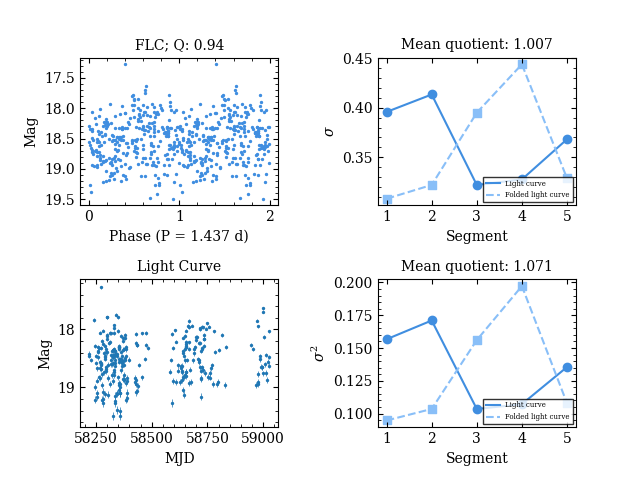 FLC; Q: 0.94
Mag
17.5
18.0
18.5
19.0
19.5
0
1
2
Phase (P = 1.437 d)
Mean quotient: 1.007
σ
0.45
0.40
0.35
1
2
3
4
5
Light curve
Folded light curve
Segment
Light Curve
Mag
18
19
58250
58500
58750
59000
MJD
Mean quotient: 1.071
σ²
0.200
0.175
0.150
0.125
0.100
1
2
3
4
5
Light curve
Folded light curve
Segment